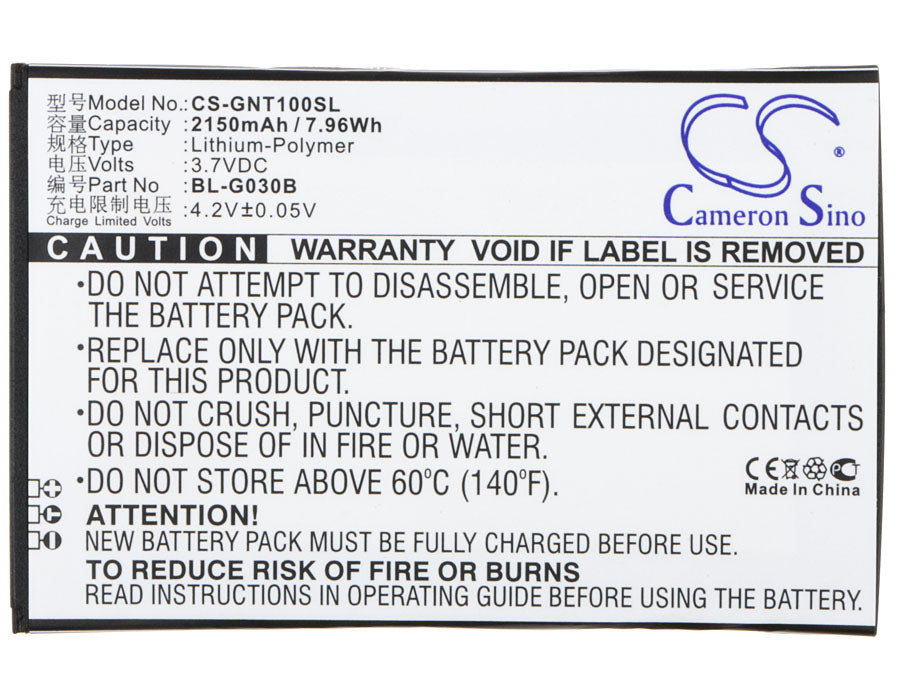 型号Model No.:CS-GNT100SL
容量Capacity :2150mAh / 7.96Wh
规格Type :Lithium-Polymer
电压Volts :3.7VDC
编号Part No :BL-G030B
充电限制电压:4.2V±0.05V
Charge Limited Volts
CS
®
Cameron Sino
CAUTION WARRANTY VOID IF LABEL IS REMOVED
•DO NOT ATTEMPT TO DISASSEMBLE, OPEN OR SERVICE
THE BATTERY PACK.
•REPLACE ONLY WITH THE BATTERY PACK DESIGNATED
FOR THIS PRODUCT.
•DO NOT CRUSH, PUNCTURE, SHORT EXTERNAL CONTACTS
OR DISPOSE OF IN FIRE OR WATER.
•DO NOT STORE ABOVE 60°C (140°F).
CE PCT
Made In China
+
C
ATTENTION!
NEW BATTERY PACK MUST BE FULLY CHARGED BEFORE USE.
TO REDUCE RISK OF FIRE OR BURNS
READ INSTRUCTIONS IN OPERATING GUIDE BEFORE USING THE BATTERY.